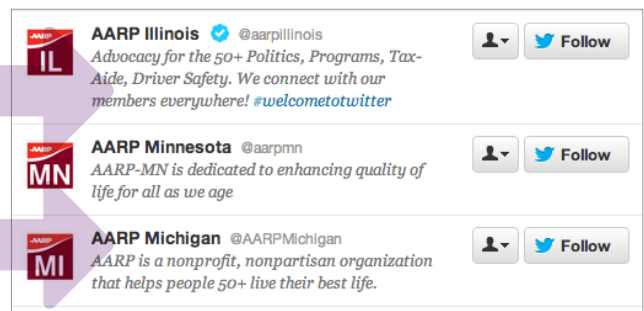 AARP Illinois @aarpillinois
Advocacy for the 50+ Politics, Programs, Tax-
Aide, Driver Safety. We connect with our
members everywhere! #welcometotwitter
Follow
AARP
IL
AARP Minnesota @aarpmn
AARP-MN is dedicated to enhancing quality of
life for all as we age
Follow
AARP
MN
AARP Michigan @AARPMichigan
AARP is a nonprofit, nonpartisan organization
that helps people 50+ live their best life.
Follow
AARP
MI